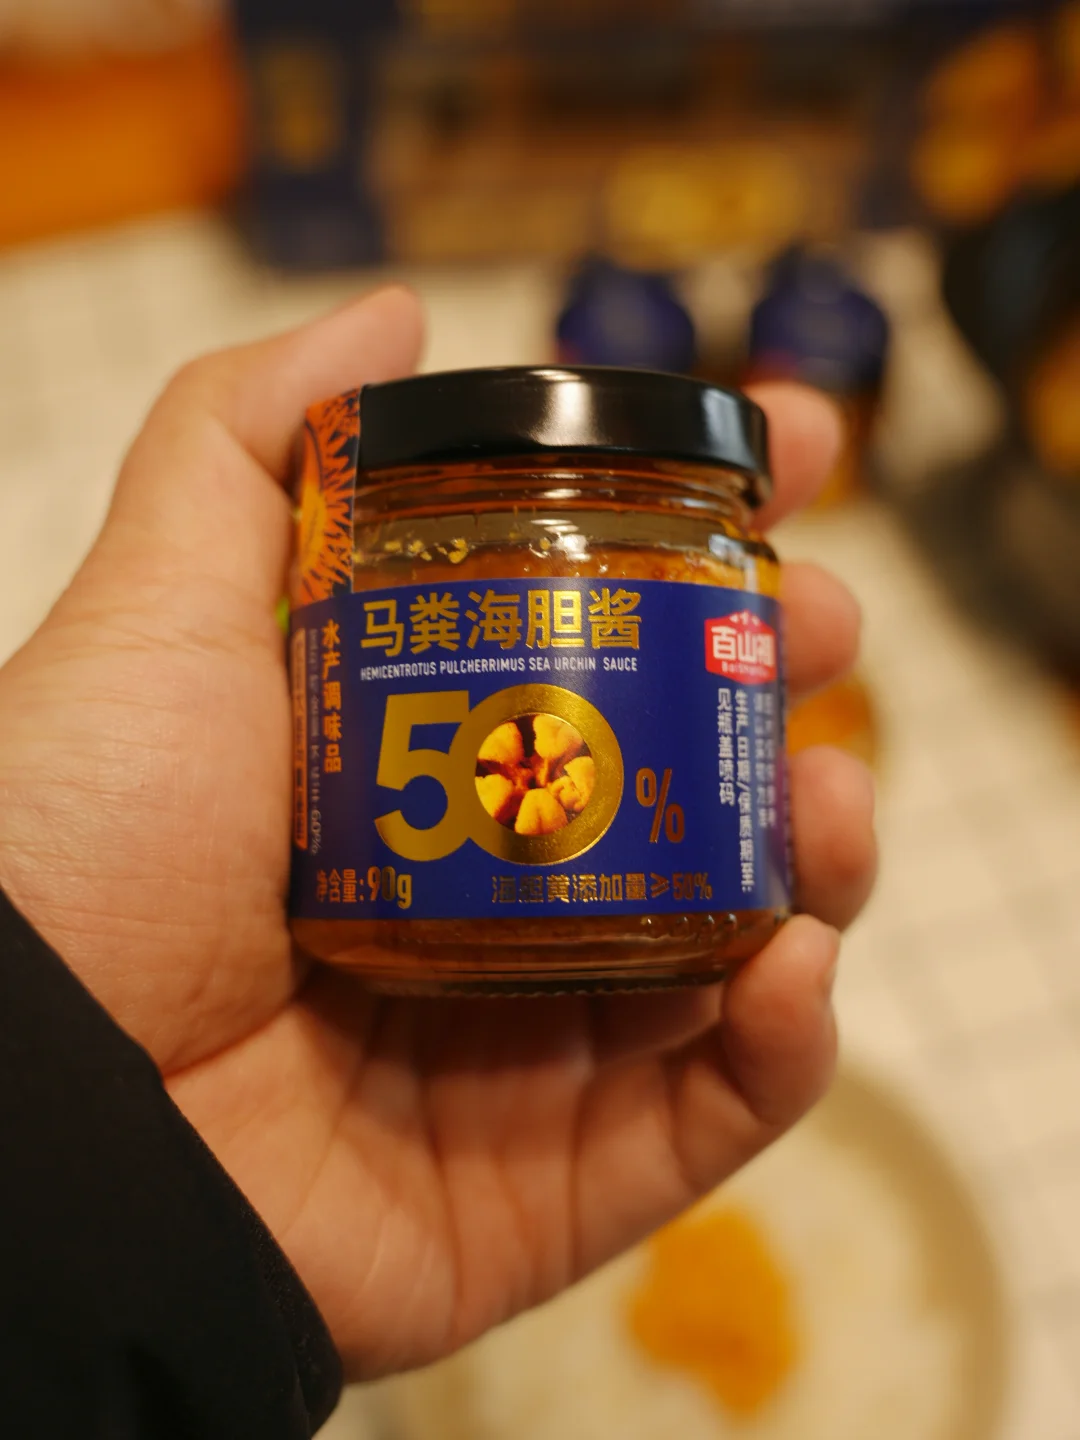 马粪海胆酱
HEMICENTROTUS PULCHERRIMUS SEA URCHIN SAUCE
50%
海胆黄添加量≥50%
净含量:90g
水产调味品
百山祖
生产日期/保质期至:
见瓶盖喷码